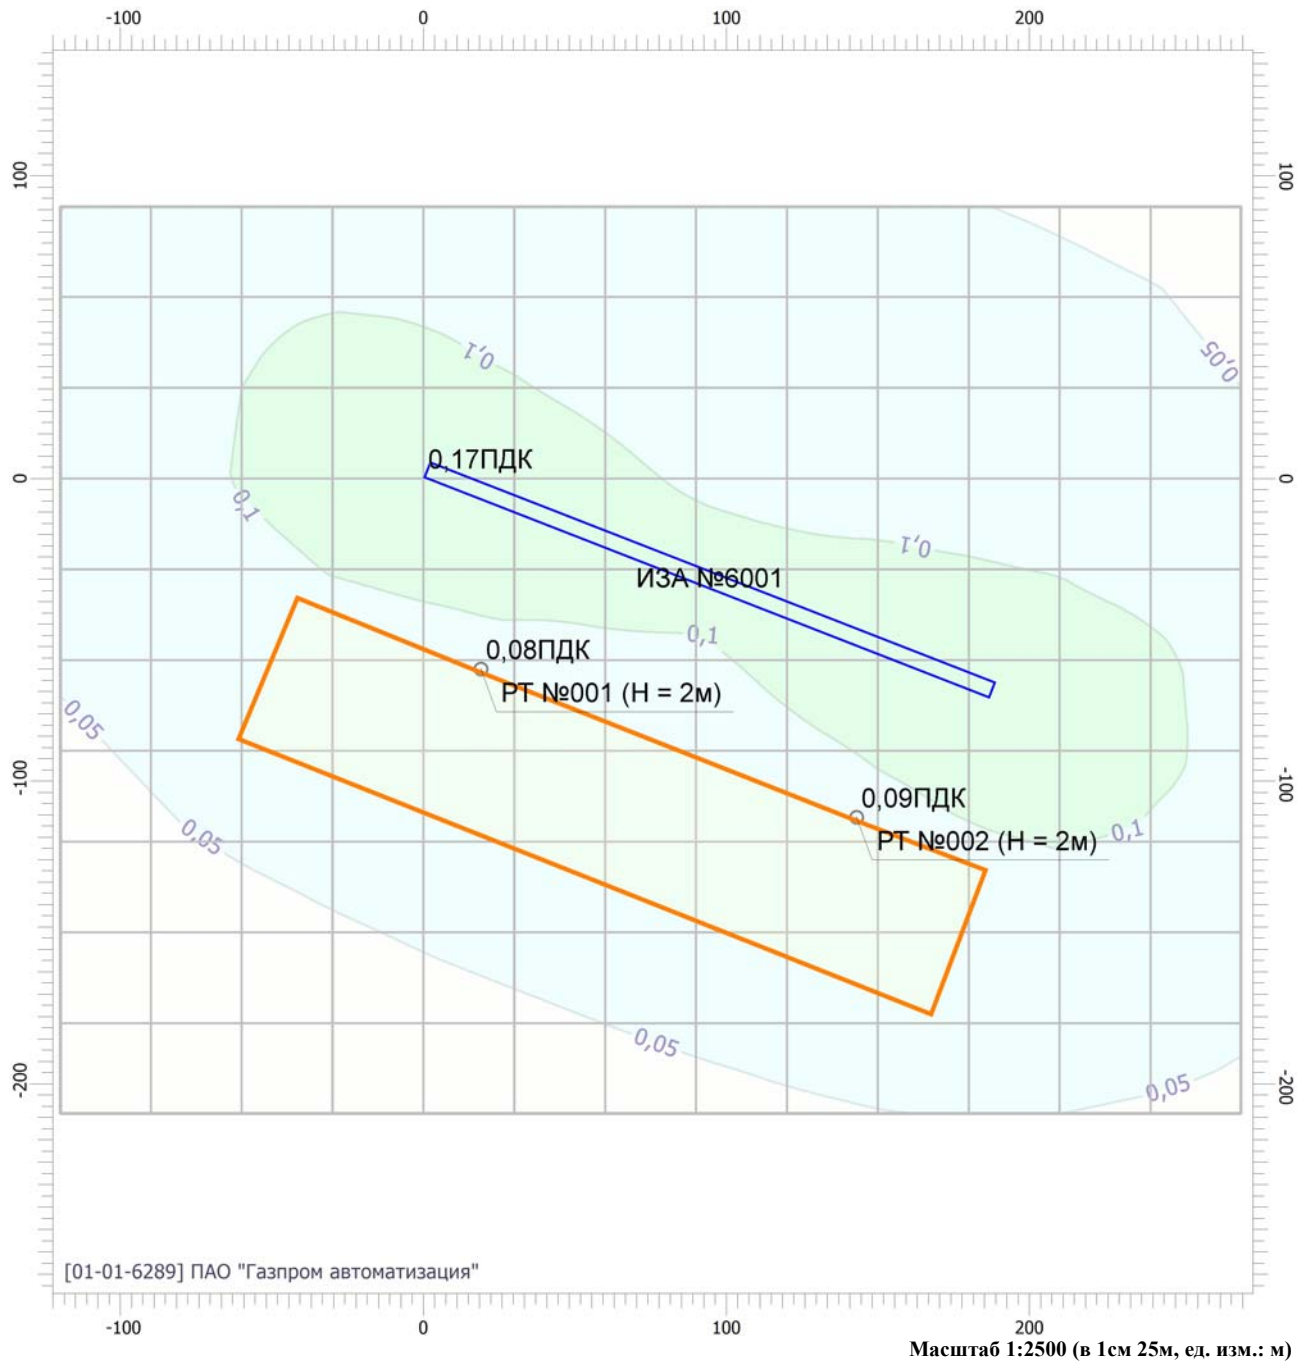 -100 0 100 200
100 100
0,1
0,05
0,17ПДК
0 0
0,1
0,1
ИЗА №6001
0,1
0,08ПДК
РТ №001 (H = 2м)
0,05
-100 -100
0,09ПДК
0,05
0,1
РТ №002 (H = 2м)
0,05
-200 -200
0,05
[01-01-6289] ПАО "Газпром автоматизация"
-100 0 100 200
Масштаб 1:2500 (в 1см 25м, ед. изм.: м)